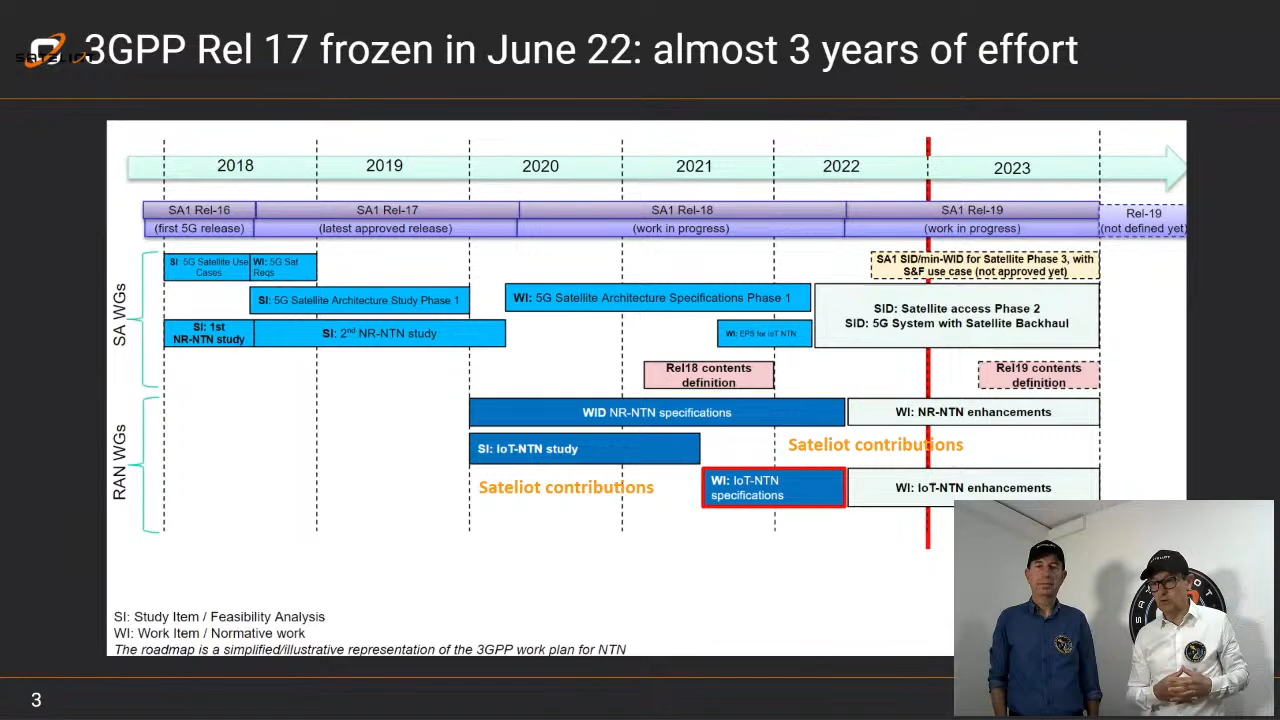 SATELIOT
3GPP Rel 17 frozen in June 22: almost 3 years of effort
2018 2019 2020 2021 2022 2023
SA1 Rel-16 SA1 Rel-17 SA1 Rel-18 SA1 Rel-19 Rel-19
(first 5G release) (latest approved release) (work in progress) (work in progress) (not defined yet)
SA WGs
SI: 5G Satellite Use
Cases
WI: 5G Sat
Reqs
SA1 SID/min-WID for Satellite Phase 3, with
S&F use case (not approved yet)
SI: 5G Satellite Architecture Study Phase 1
WI: 5G Satellite Architecture Specifications Phase 1
SID: Satellite access Phase 2
SID: 5G System with Satellite Backhaul
SI: 1st
NR-NTN study
SI: 2nd NR-NTN study
WI: EPS for IoT NTN
Rel18 contents
definition
Rel19 contents
definition
RAN WGs
WID NR-NTN specifications
WI: NR-NTN enhancements
SI: IoT-NTN study
Sateliot contributions
Sateliot contributions
WI: IoT-NTN
specifications
WI: IoT-NTN enhancements
SI: Study Item / Feasibility Analysis
WI: Work Item / Normative work
The roadmap is a simplified/illustrative representation of the 3GPP work plan for NTN
3